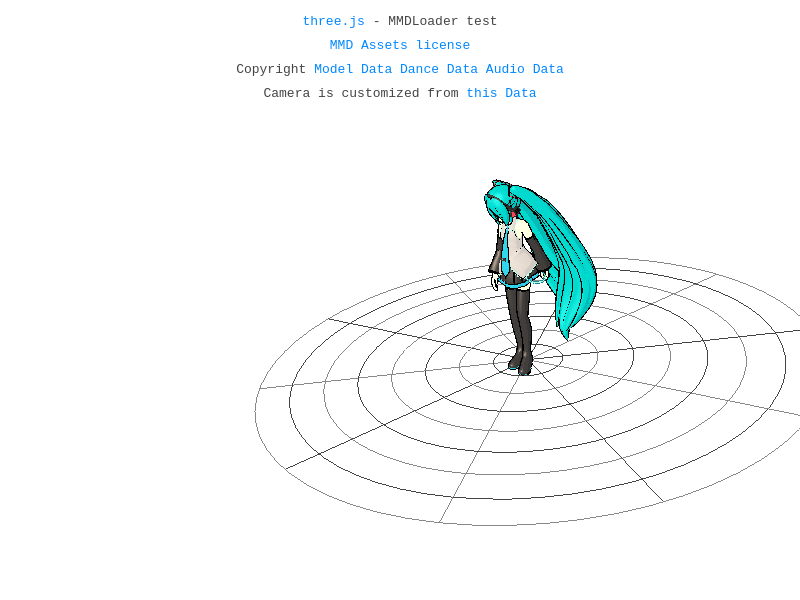 three.js - MMDLoader test
MMD Assets license
Copyright Model Data Dance Data Audio Data
Camera is customized from this Data